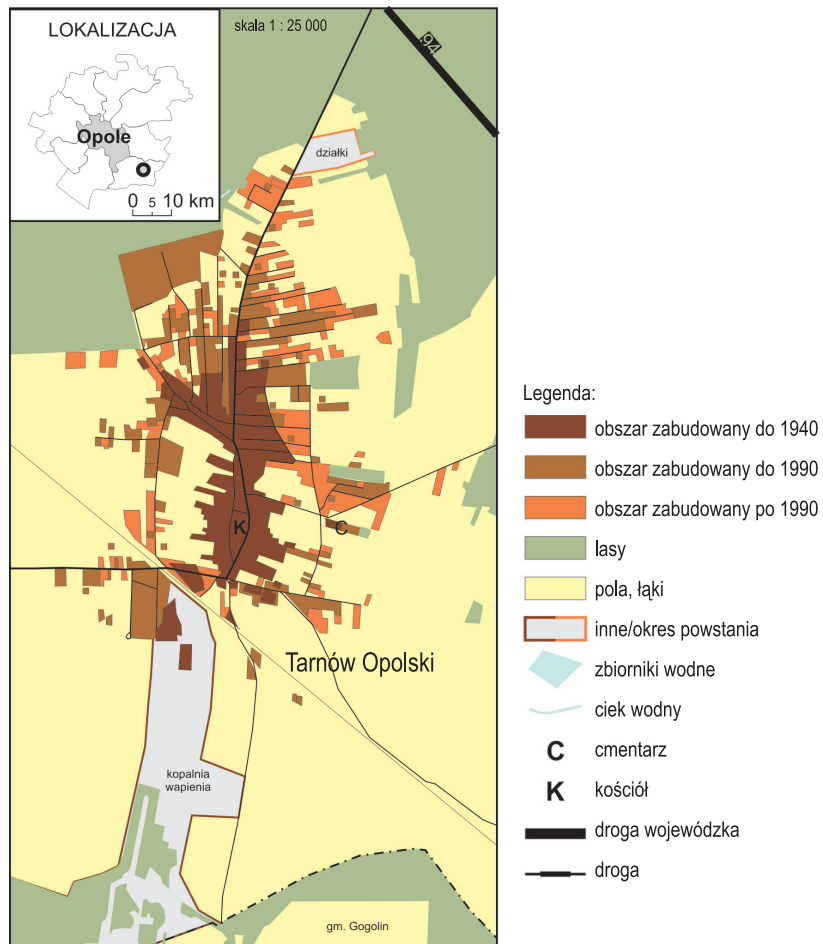 LOKALIZACJA
Opole
0 5 10 km
skala 1 : 25 000
94
działki
K
C
Tarnów Opolski
kopalnia
wapienia
gm. Gogolin
Legenda:
obszar zabudowany do 1940
obszar zabudowany do 1990
obszar zabudowany po 1990
lasy
pola, łąki
inne/okres powstania
zbiorniki wodne
ciek wodny
C cmentarz
K kościół
droga wojewódzka
droga